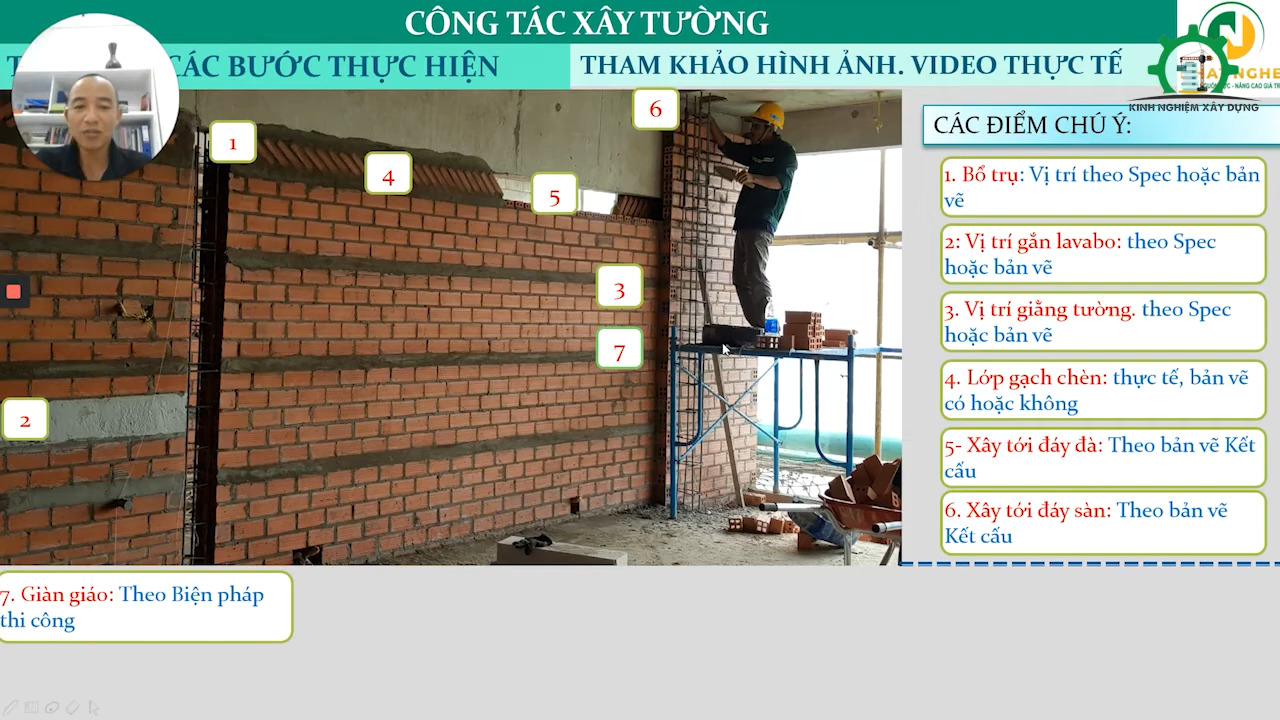 CÔNG TÁC XÂY TƯỜNG
CÁC BƯỚC THỰC HIỆN
THAM KHẢO HÌNH ẢNH. VIDEO THỰC TẾ
KINH NGHIỆM XÂY DỰNG
CÁC ĐIỂM CHÚ Ý:
1
4
5
6
3
7
2
1. Bổ trụ: Vị trí theo Spec hoặc bản
vẽ
2: Vị trí gắn lavabo: theo Spec
hoặc bản vẽ
3. Vị trí giằng tường. theo Spec
hoặc bản vẽ
4. Lớp gạch chèn: thực tế, bản vẽ
có hoặc không
5- Xây tới đáy đà: Theo bản vẽ Kết
cấu
6. Xây tới đáy sàn: Theo bản vẽ
Kết cấu
7. Giàn giáo: Theo Biện pháp
thi công